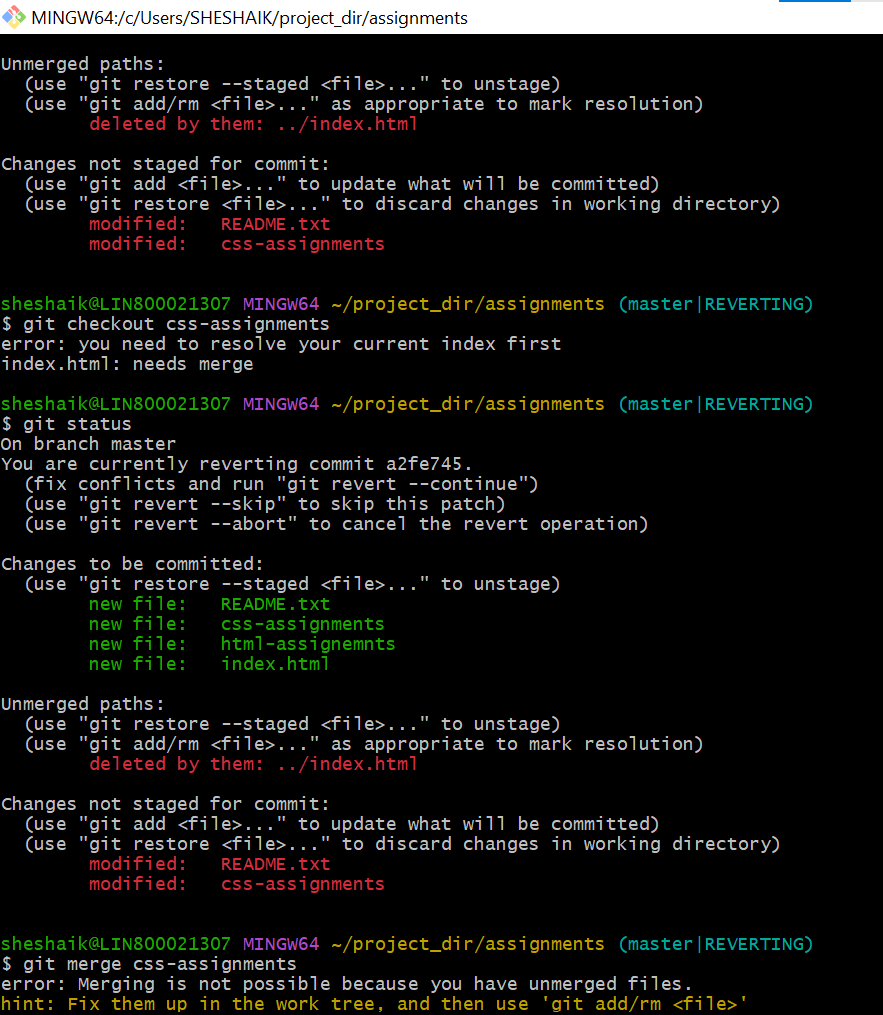 MINGW64:/c/Users/SHESHAIK/project_dir/assignments
Unmerged paths:
(use "git restore --staged <file>..." to unstage)
(use "git add/rm <file>..." as appropriate to mark resolution)
deleted by them: ../index.html
Changes not staged for commit:
(use "git add <file>..." to update what will be committed)
(use "git restore <file>..." to discard changes in working directory)
modified: README.txt
modified: css-assignments
sheshaik@LIN800021307 MINGW64 ~/project_dir/assignments (master|REVERTING)
$ git checkout css-assignments
error: you need to resolve your current index first
index.html: needs merge
sheshaik@LIN800021307 MINGW64 ~/project_dir/assignments (master|REVERTING)
$ git status
On branch master
You are currently reverting commit a2fe745.
(fix conflicts and run "git revert --continue")
(use "git revert --skip" to skip this patch)
(use "git revert --abort" to cancel the revert operation)
Changes to be committed:
(use "git restore --staged <file>..." to unstage)
new file: README.txt
new file: css-assignments
new file: html-assignemnts
new file: index.html
Unmerged paths:
(use "git restore --staged <file>..." to unstage)
(use "git add/rm <file>..." as appropriate to mark resolution)
deleted by them: ../index.html
Changes not staged for commit:
(use "git add <file>..." to update what will be committed)
(use "git restore <file>..." to discard changes in working directory)
modified: README.txt
modified: css-assignments
sheshaik@LIN800021307 MINGW64 ~/project_dir/assignments (master|REVERTING)
$ git merge css-assignments
error: Merging is not possible because you have unmerged files.
hint: Fix them up in the work tree, and then use 'git add/rm <file>'